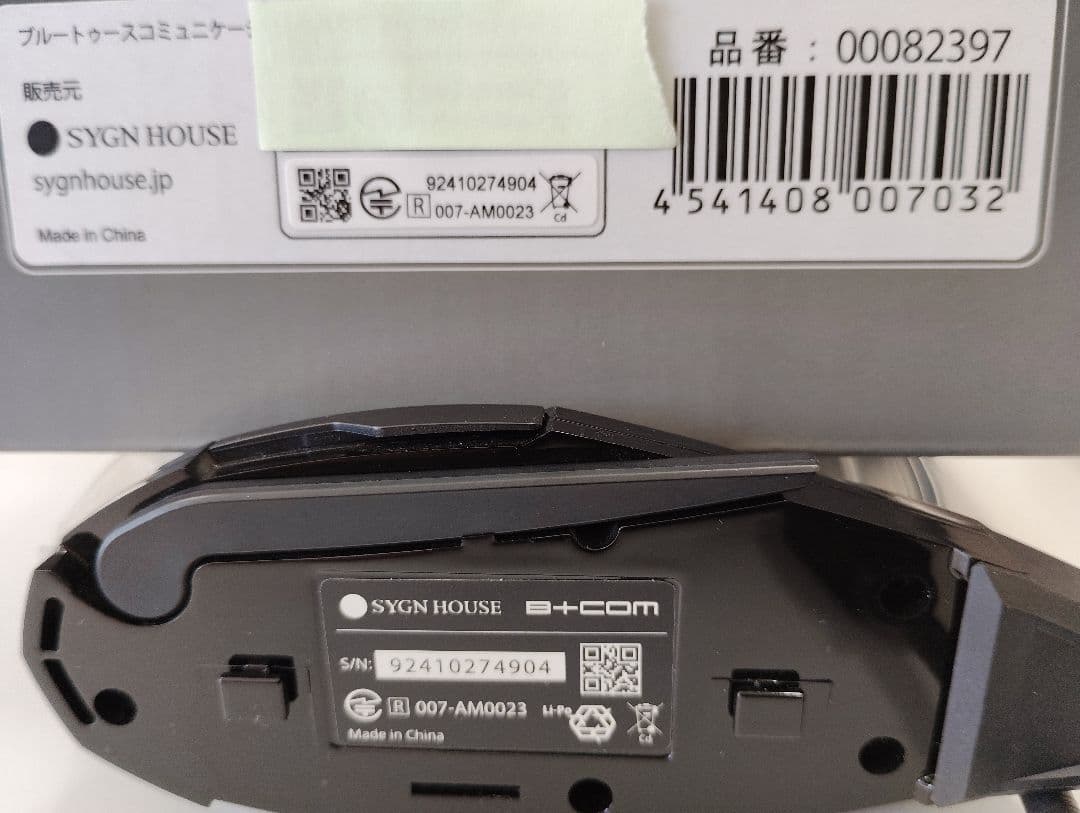 ブルートゥースコミュニケー
販売元
SYGN HOUSE
sygnhouse.jp
Made in China
92410274904
R 007-AM0023
Cd
品番：00082397
4 541408 007032
SYGN HOUSE B+COM
S/N: 92410274904
R 007-AM0023 Li-Po
Cd
Made in China